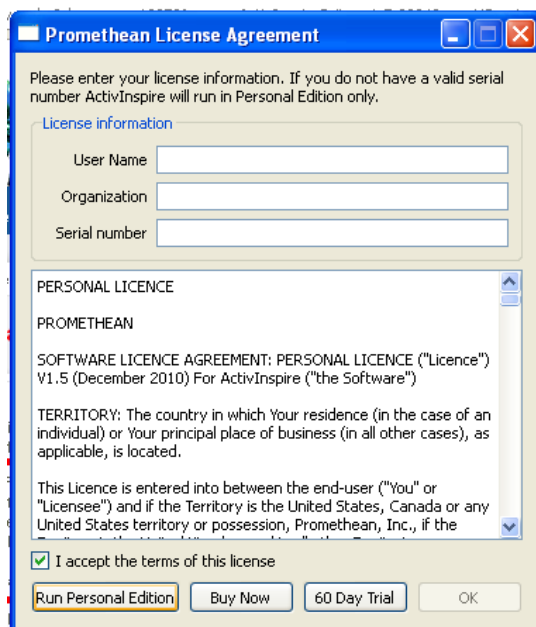 Promethean License Agreement
Please enter your license information. If you do not have a valid serial
number ActivInspire will run in Personal Edition only.
License information
User Name
Organization
Serial number
PERSONAL LICENCE
PROMETHEAN
SOFTWARE LICENCE AGREEMENT: PERSONAL LICENCE ("Licence")
V1.5 (December 2010) For ActivInspire ("the Software")
TERRITORY: The country in which Your residence (in the case of an
individual) or Your principal place of business (in all other cases), as
applicable, is located.
This Licence is entered into between the end-user ("You" or
"Licensee") and if the Territory is the United States, Canada or any
United States territory or possession, Promethean, Inc., if the
I accept the terms of this license
Run Personal Edition
Buy Now
60 Day Trial
OK